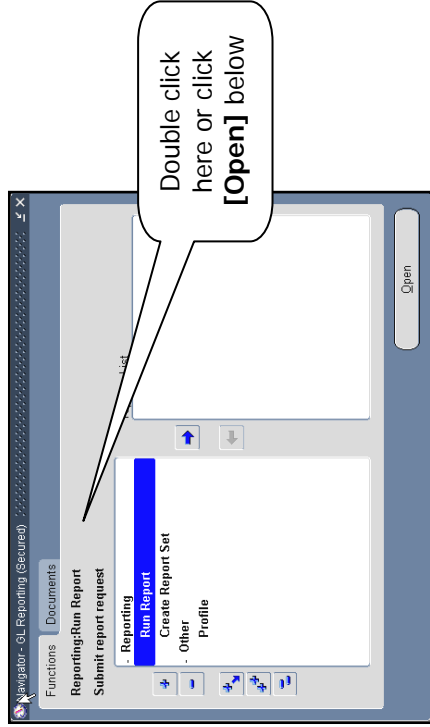 Navigator - GL Reporting (Secured)
Functions
Documents
Reporting:Run Report
Submit report request
- Reporting
Run Report
Create Report Set
- Other
Profile
List
Open
Double click
here or click
[Open] below